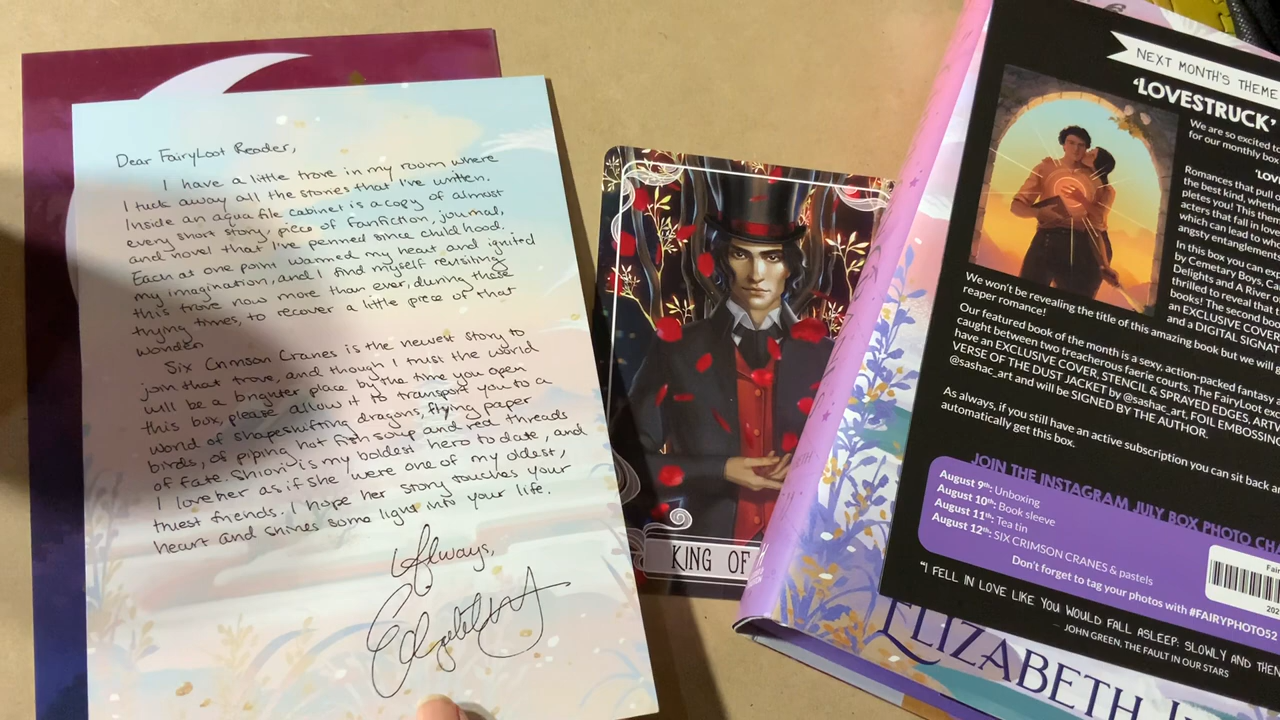 Dear FairyLoot Reader,
I have a little trove in my room where
I tuck away all the stories that I've written.
Inside an aqua file cabinet is a copy of almost
every short story, piece of fanfiction, journal,
and novel that I've penned since childhood.
Each at one point warmed my heart and ignited
my imagination, and I find myself revisiting
this trove now more than ever, during these
trying times, to recover a little piece of that
wonder.
Six Crimson Cranes is the newest story to
join that trove, and though I trust the world
will be a brighter place by the time you open
this box, please allow it to transport you to a
world of shapeshifting dragons, flying paper
birds, of piping hot fish soup and red threads
of fate. Shiori is my boldest hero to date, and
I love her as if she were one of my oldest,
truest friends. I hope her story touches your
heart and shines some light into your life.
Always,
KING OF
NEXT MONTH'S THEME
'LOVESTRUCK'
We are so excited to
for our monthly box
Romances that pull
the best kind,
pletes you! This
acters that fall in love
which can lead to
angsty entanglements
In this box you can
by Cemetary Boys,
Delights and A River
thrilled to reveal that
books! The second book
an EXCLUSIVE COVER
and a DIGITAL
We won't be revealing the title of this amazing book but we will
reaper romance!
Our featured book of the month is a sexy, action-packed fantasy
caught between two treacherous faerie courts. The FairyLoot
have an EXCLUSIVE COVER, STENCIL & SPRAYED EDGES,
VERSE OF THE DUST JACKET by @sashac_art, FOIL EMBOSSING
@sashac_art and will be SIGNED BY THE AUTHOR.
As always, if you still have an active subscription you can sit back
automatically get this box.
JOIN THE INSTAGRAM JULY BOX PHOTO
August 9th: Unboxing
August 10th: Book sleeve
August 11th: Tea tin
August 12th: SIX CRIMSON CRANES & pastels
Don't forget to tag your photos with #FAIRYPHOTO52
"I FELL IN LOVE LIKE YOU WOULD FALL ASLEEP: SLOWLY AND
— JOHN GREEN, THE FAULT IN OUR STARS
ELIZABETH